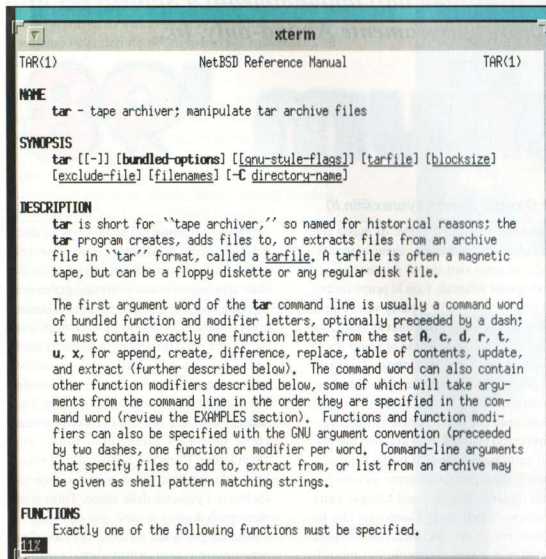 xterm
TAR(1) NetBSD Reference Manual TAR(1)
NAME
tar - tape archiver; manipulate tar archive files
SYNOPSIS
tar [[-]] [bundled-options] [[gnu-style-flags]] [tarfile] [blocksize]
[exclude-file] [filenames] [-C directory-name]
DESCRIPTION
tar is short for ``tape archiver,'' so named for historical reasons; the
tar program creates, adds files to, or extracts files from an archive
file in ``tar'' format, called a tarfile. A tarfile is often a magnetic
tape, but can be a floppy diskette or any regular disk file.
The first argument word of the tar command line is usually a command word
of bundled function and modifier letters, optionally preceeded by a dash;
it must contain exactly one function letter from the set A, c, d, r, t,
u, x, for append, create, difference, replace, table of contents, update,
and extract (further described below). The command word can also contain
other function modifiers described below, some of which will take argu-
ments from the command line in the order they are specified in the com-
mand word (review the EXAMPLES section). Functions and function modi-
fiers can also be specified with the GNU argument convention (preceeded
by two dashes, one function or modifier per word. Command-line arguments
that specify files to add to, extract from, or list from an archive may
be given as shell pattern matching strings.
FUNCTIONS
Exactly one of the following functions must be specified.
11%